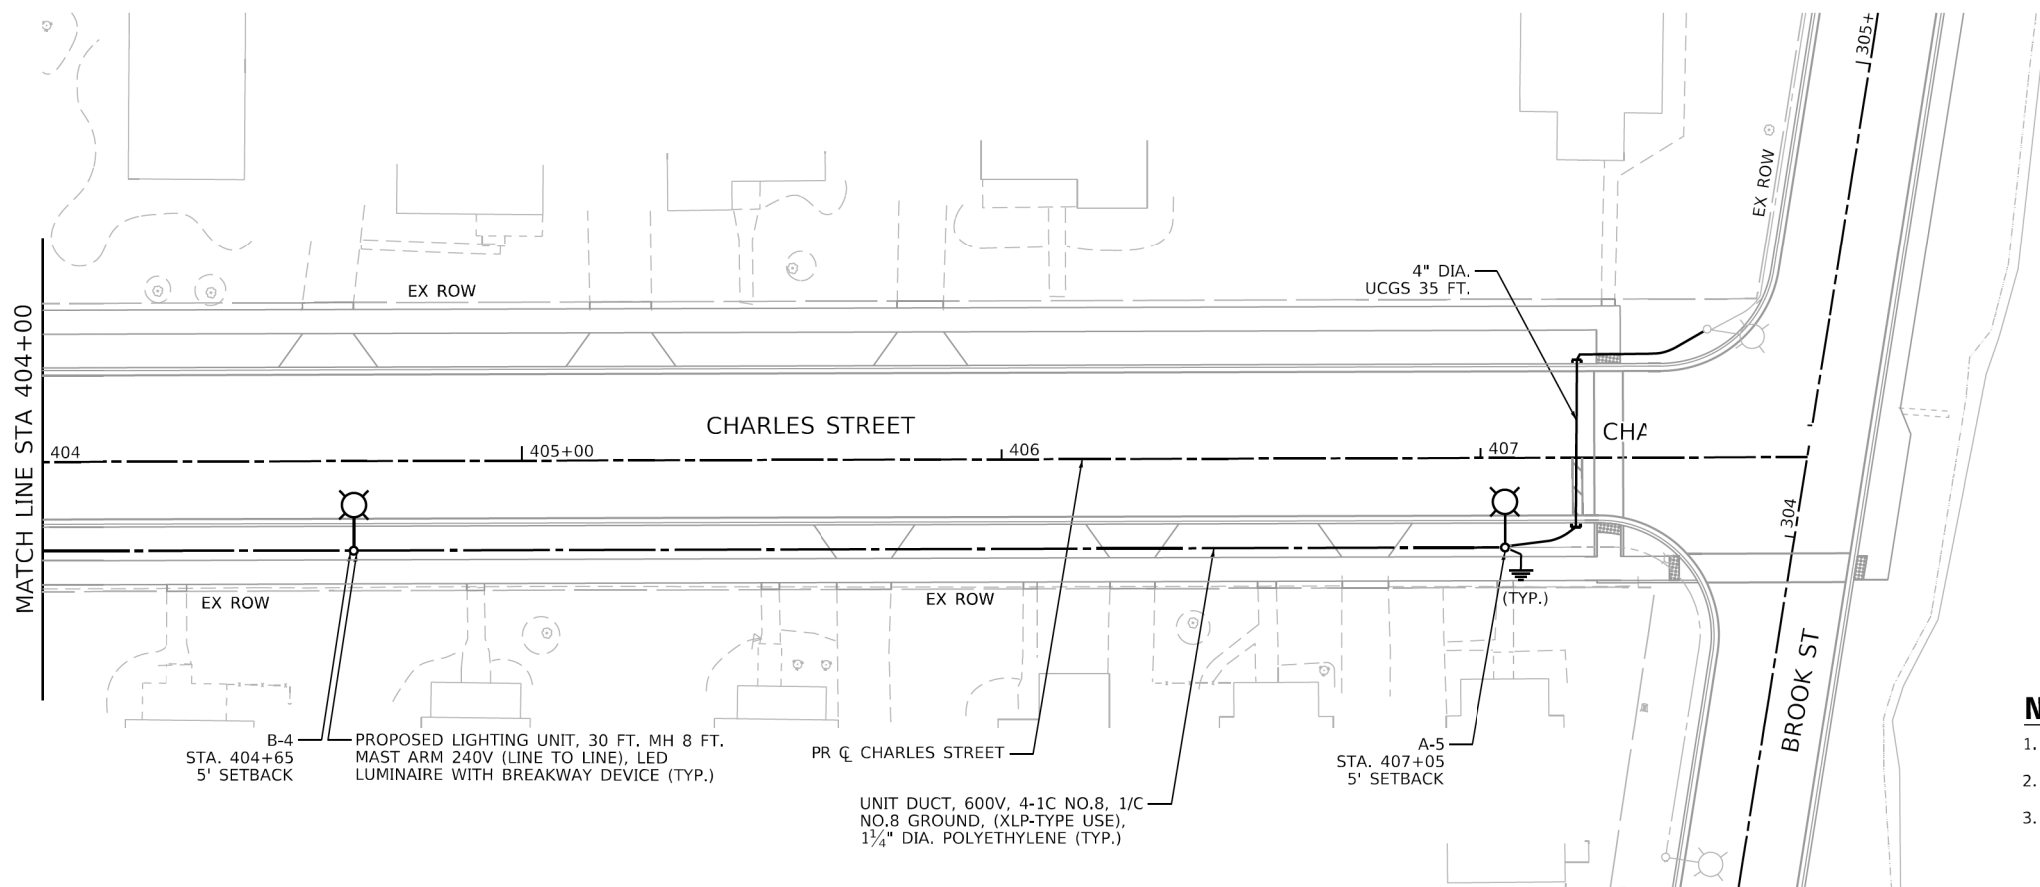 305+
EX ROW
4" DIA.
UCGS 35 FT.
EX ROW
MATCH LINE STA 404+00
CHARLES STREET
CHA
404
405+00
406
407
304
EX ROW
EX ROW
(TYP.)
BROOK ST
B-4
STA. 404+65
5' SETBACK
PROPOSED LIGHTING UNIT, 30 FT. MH 8 FT.
MAST ARM 240V (LINE TO LINE), LED
LUMINAIRE WITH BREAKWAY DEVICE (TYP.)
PR ℄ CHARLES STREET
A-5
STA. 407+05
5' SETBACK
UNIT DUCT, 600V, 4-1C NO.8, 1/C
NO.8 GROUND, (XLP-TYPE USE),
1¼" DIA. POLYETHYLENE (TYP.)
N
1.
2.
3.